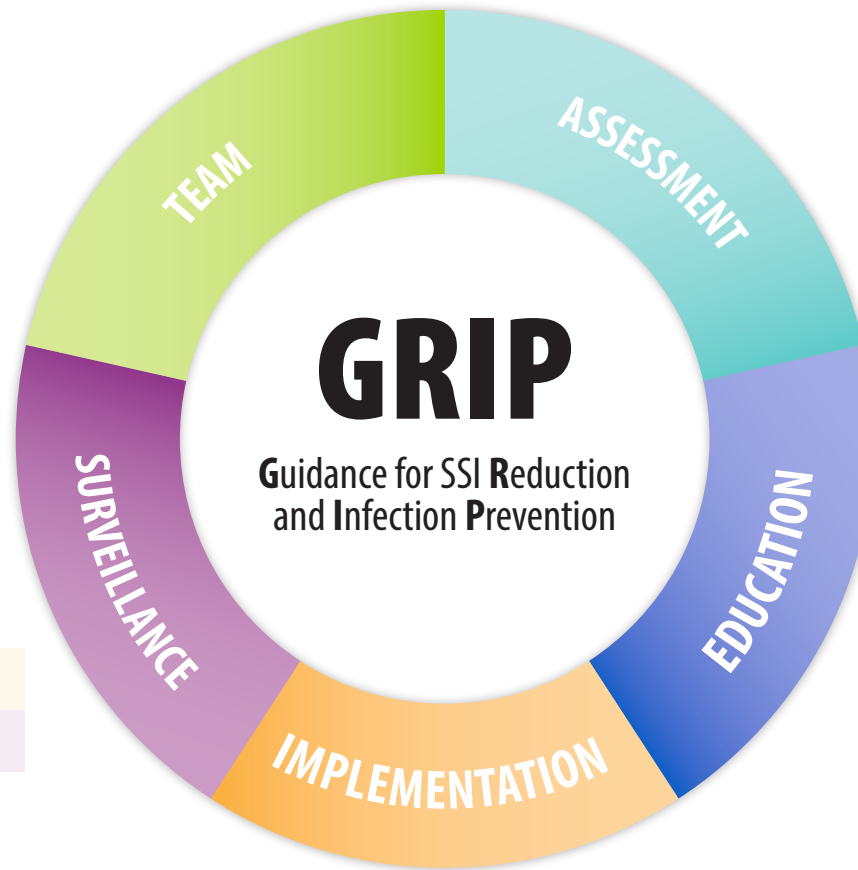 TEAM
ASSESSMENT
GRIP
Guidance for SSI Reduction
and Infection Prevention
SURVEILLANCE
EDUCATION
IMPLEMENTATION